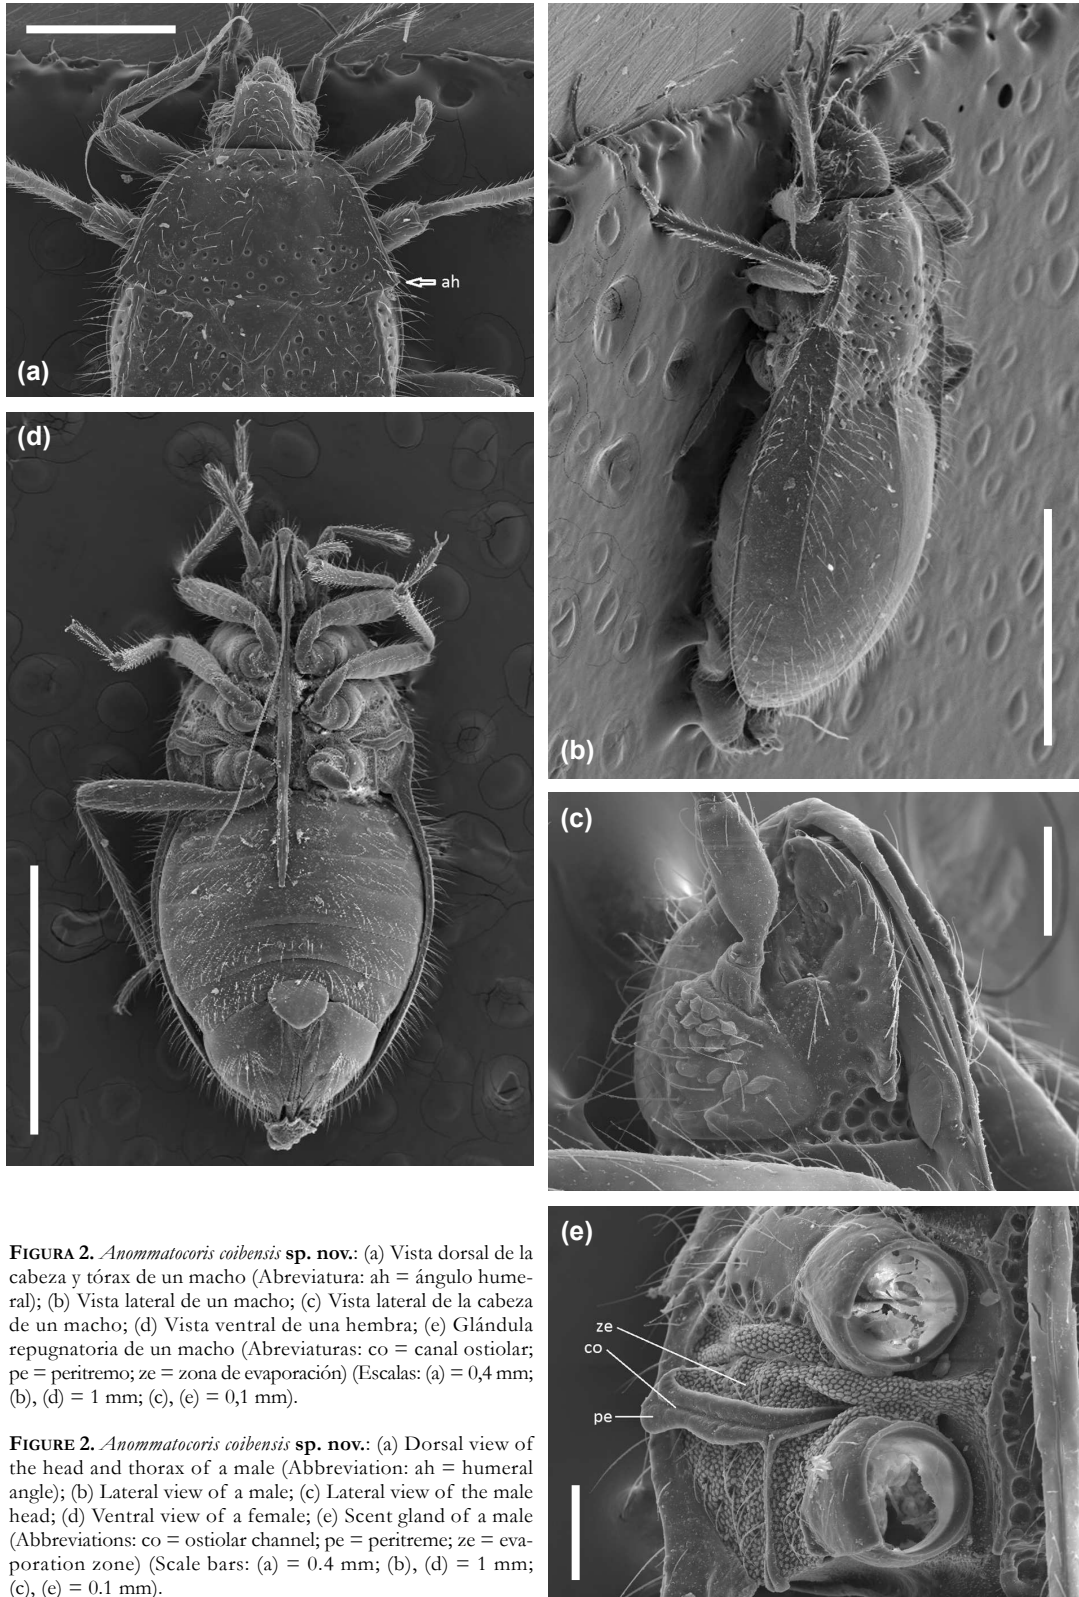 ah
(a)
(b)
(d)
(c)
FIGURA 2. Anommatocoris coibensis sp. nov.: (a) Vista dorsal de la
cabeza y tórax de un macho (Abreviatura: ah = ángulo hume-
ral); (b) Vista lateral de un macho; (c) Vista lateral de la cabeza
de un macho; (d) Vista ventral de una hembra; (e) Glándula
repugnatoria de un macho (Abreviaturas: co = canal ostiolar;
pe = peritremo; ze = zona de evaporación) (Escalas: (a) = 0,4 mm;
(b), (d) = 1 mm; (c), (e) = 0,1 mm).
FIGURE 2. Anommatocoris coibensis sp. nov.: (a) Dorsal view of
the head and thorax of a male (Abbreviation: ah = humeral
angle); (b) Lateral view of a male; (c) Lateral view of the male
head; (d) Ventral view of a female; (e) Scent gland of a male
(Abbreviations: co = ostiolar channel; pe = peritreme; ze = eva-
poration zone) (Scale bars: (a) = 0.4 mm; (b), (d) = 1 mm;
(c), (e) = 0.1 mm).
(e)
ze
co
pe